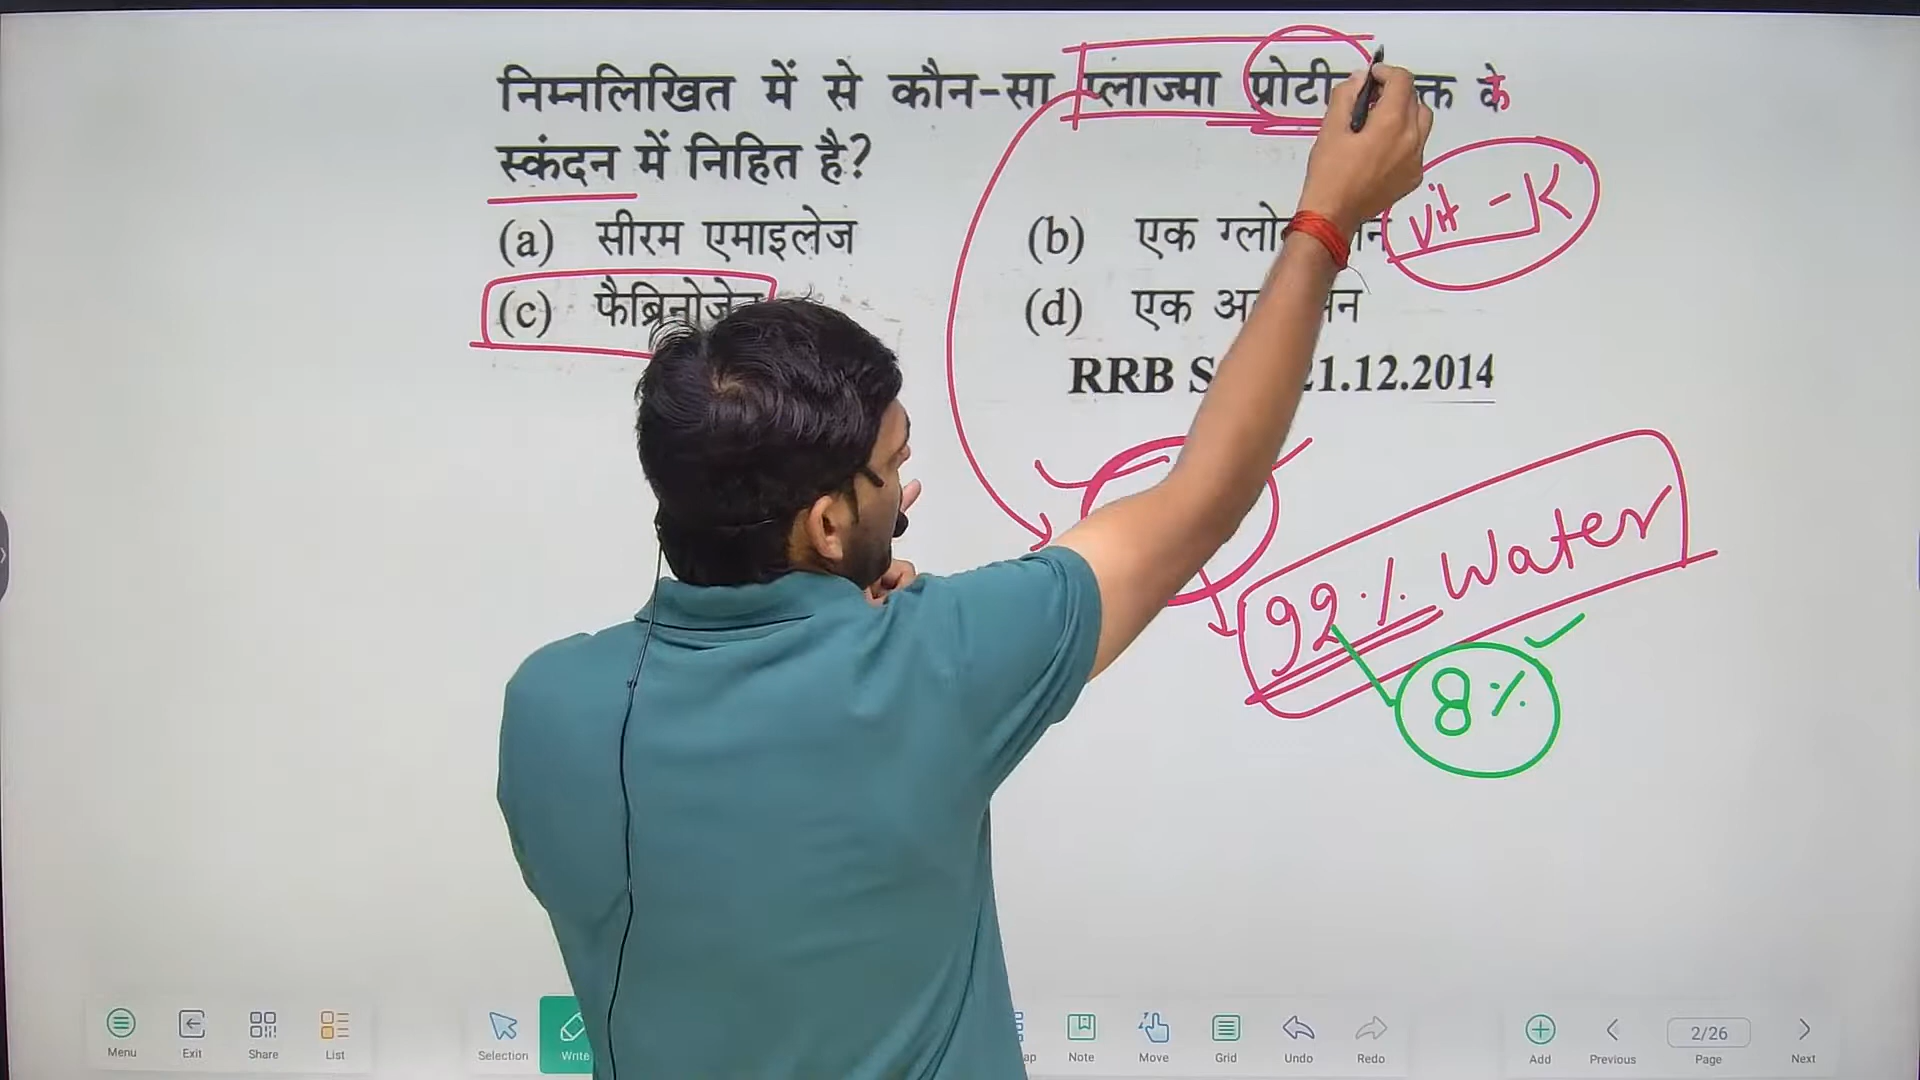 निम्नलिखित में से कौन-सा प्लाज्मा के
स्कंदन में निहित है?
(a) सीरम एमाइलेज (b) एक
Vit - K
(c) (d) एक
RRB 21.12.2014
92% Water
8%
Menu Exit Share List Selection Write Note Move Grid Undo Redo Add Previous 2/26 Page Next